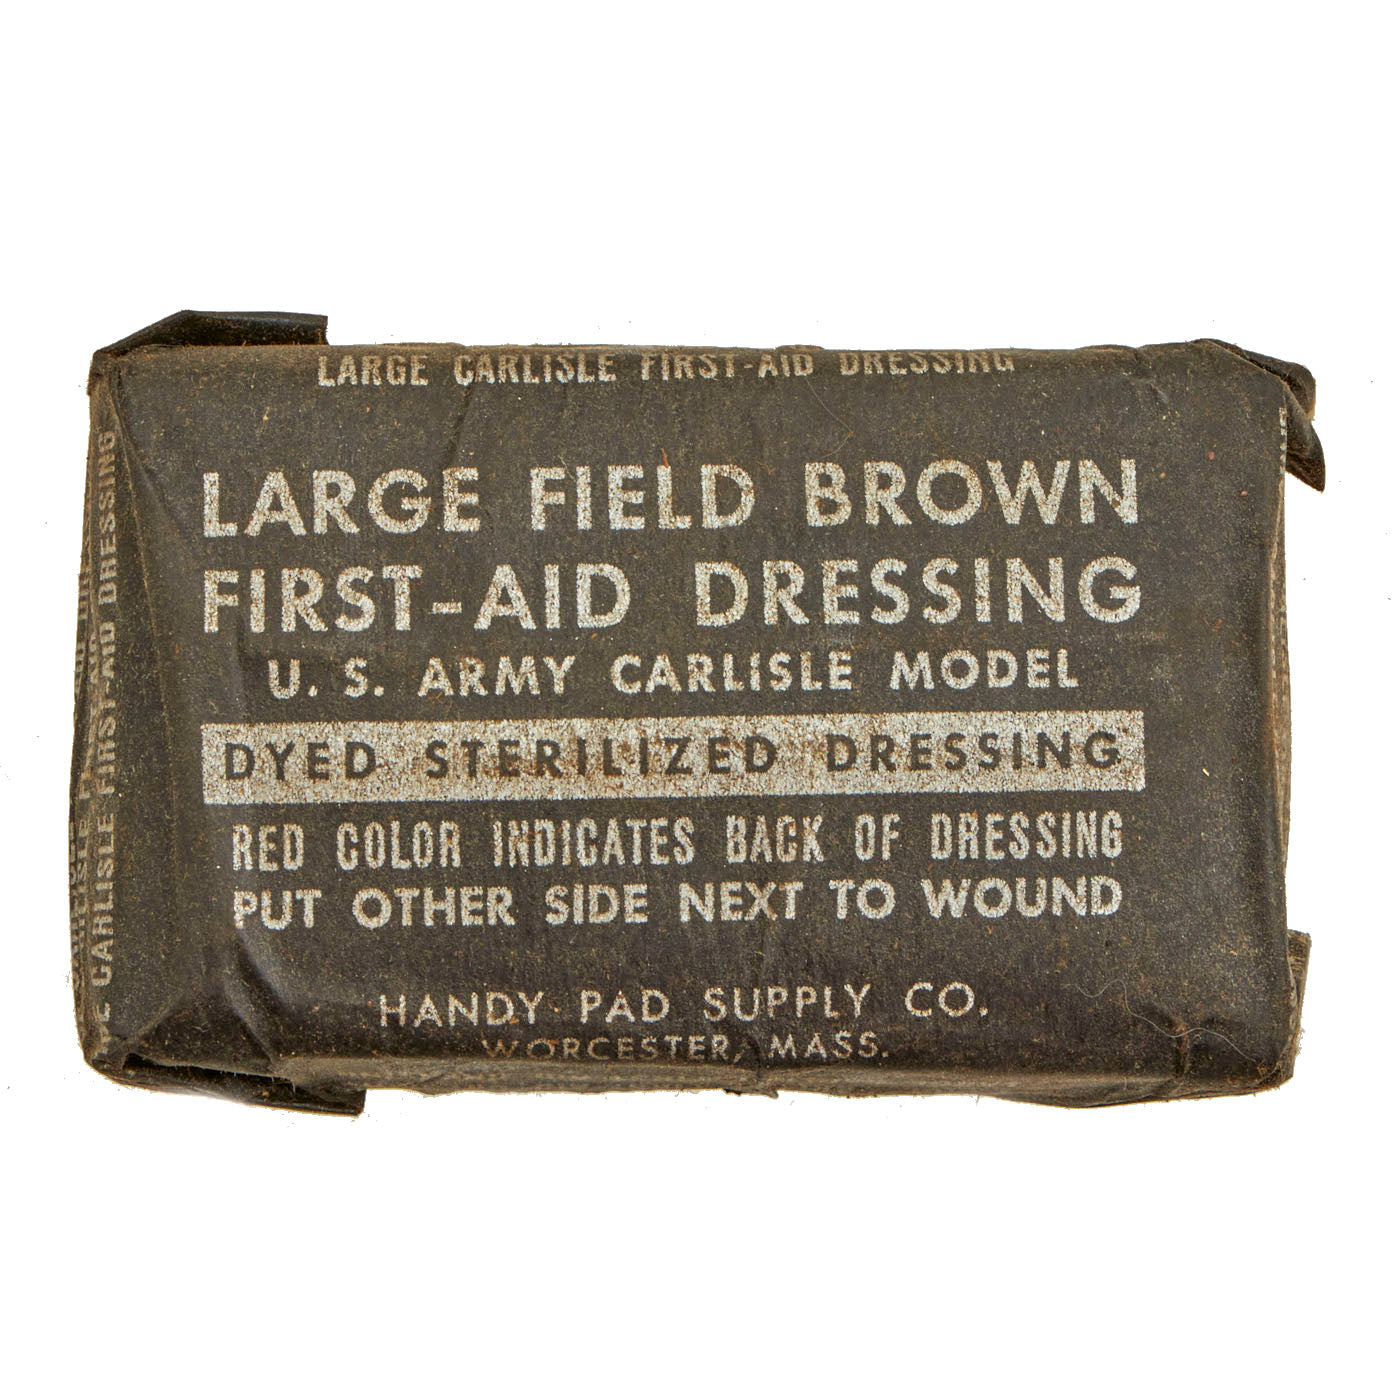 LARGE CARLISLE FIRST-AID DRESSING
LARGE FIELD BROWN
FIRST-AID DRESSING
U. S. ARMY CARLISLE MODEL
DYED STERILIZED DRESSING
RED COLOR INDICATES BACK OF DRESSING
PUT OTHER SIDE NEXT TO WOUND
HANDY PAD SUPPLY CO.
WORCESTER, MASS.
CARLISLE FIRST-AID DRESSING